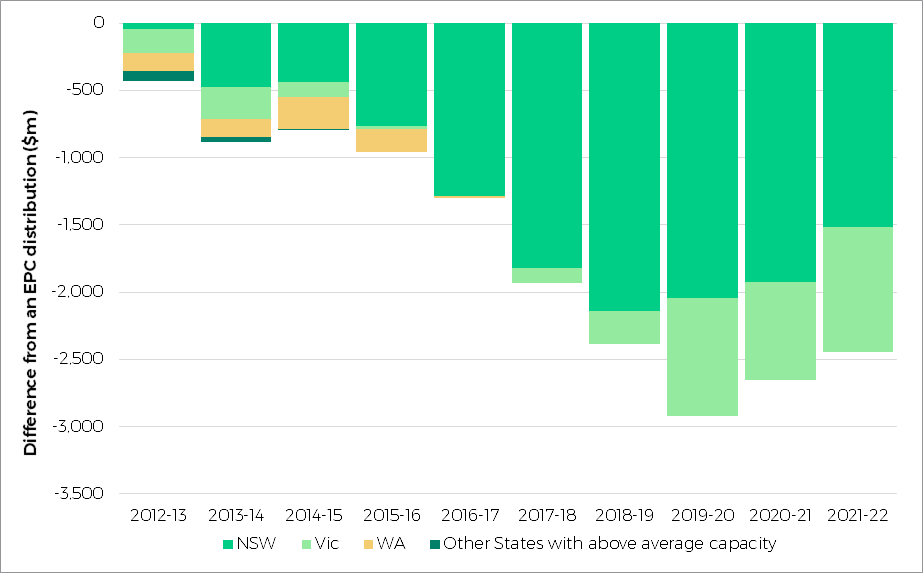 Difference from an EPC distribution ($m)
0
-500
-1,000
-1,500
-2,000
-2,500
-3,000
-3,500
2012-13 2013-14 2014-15 2015-16 2016-17 2017-18 2018-19 2019-20 2020-21 2021-22
NSW Vic WA Other States with above average capacity